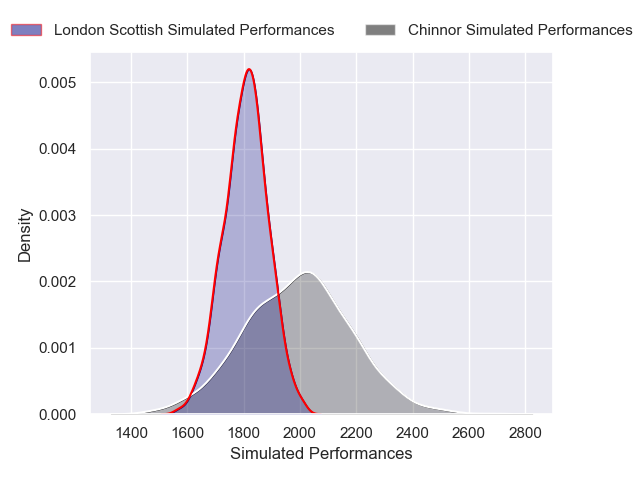 London Scottish Simulated Performances
Chinnor Simulated Performances
0.005
0.004
0.003
0.002
0.001
0.000
Density
1400 1600 1800 2000 2200 2400 2600 2800
Simulated Performances